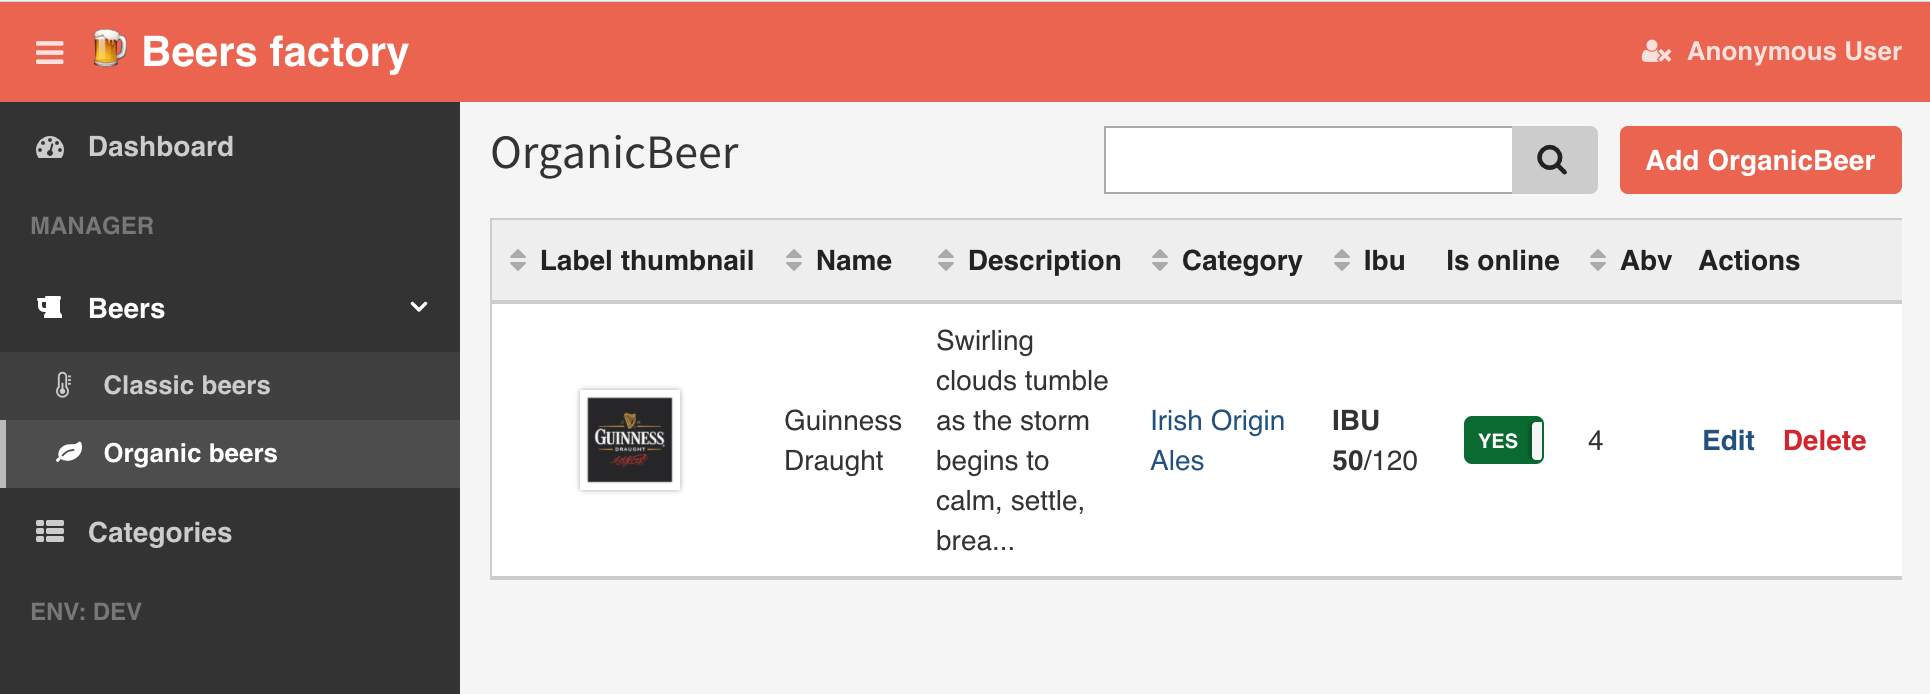 Beers factory
Anonymous User
Dashboard
MANAGER
Beers
Classic beers
Organic beers
Categories
ENV: DEV
OrganicBeer
Add OrganicBeer
Label thumbnail Name Description Category Ibu Is online Abv Actions
GUINNESS
DRAUGHT
Guinness
Draught
Swirling
clouds tumble
as the storm
begins to
calm, settle,
brea...
Irish Origin
Ales
IBU
50/120
YES
4
Edit Delete